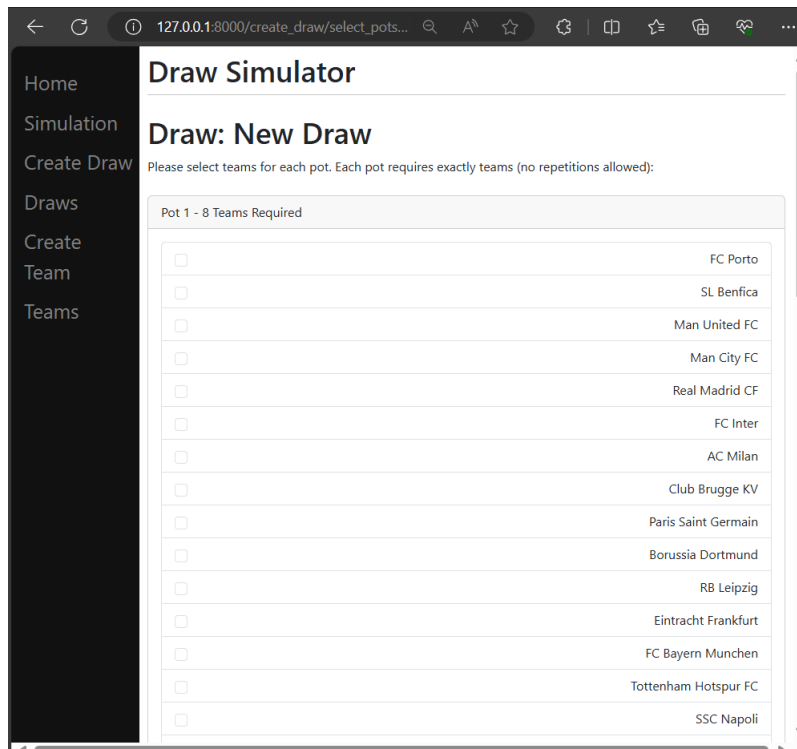 127.0.0.1:8000/create_draw/select_pots...
Home
Simulation
Create Draw
Draws
Create
Team
Teams
Draw Simulator
Draw: New Draw
Please select teams for each pot. Each pot requires exactly teams (no repetitions allowed):
Pot 1 - 8 Teams Required
FC Porto
SL Benfica
Man United FC
Man City FC
Real Madrid CF
FC Inter
AC Milan
Club Brugge KV
Paris Saint Germain
Borussia Dortmund
RB Leipzig
Eintracht Frankfurt
FC Bayern Munchen
Tottenham Hotspur FC
SSC Napoli